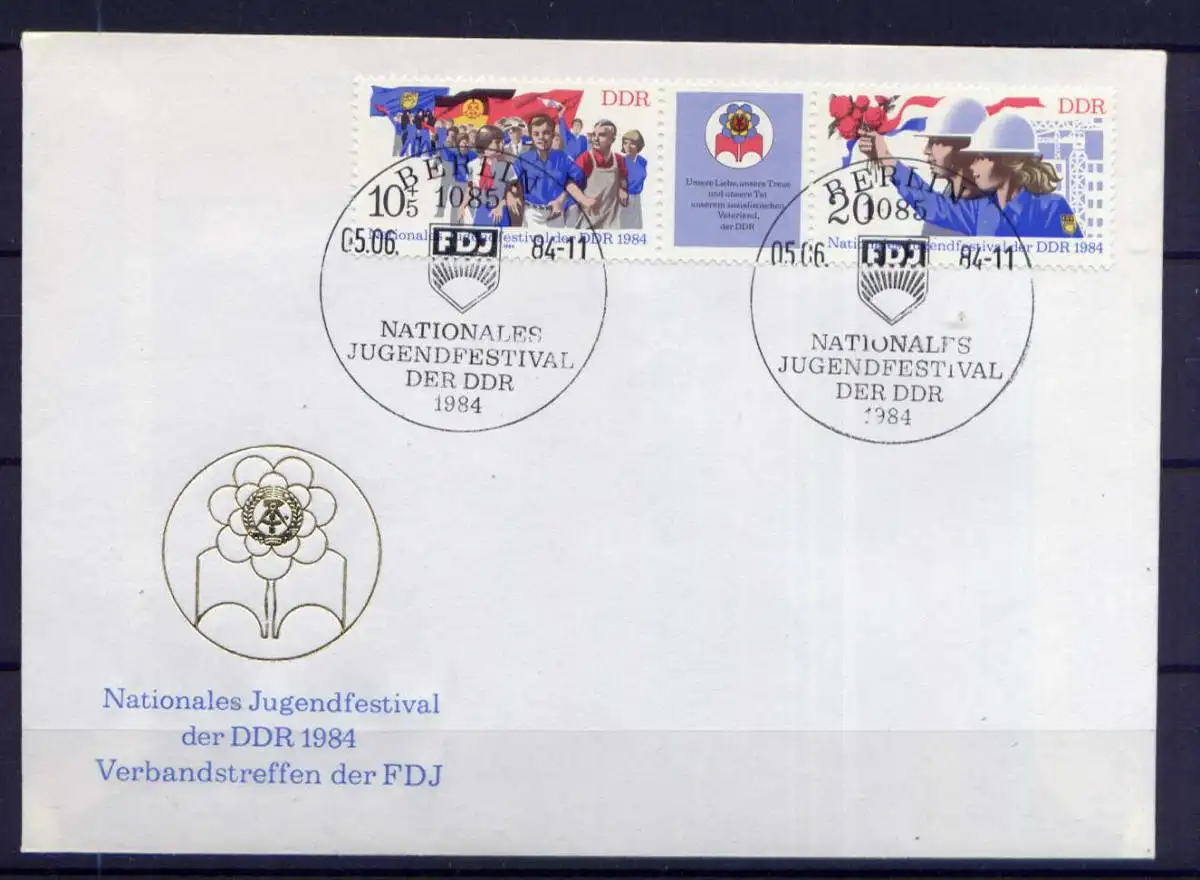 DDR
10+5
Nationales Jugendfestival der DDR 1984
Unsere Liebe, unsere Treue
und unsere Tat
unserem sozialistischen
Vaterland,
der DDR
DDR
20
Nationales Jugendfestival der DDR 1984
BERLIN
1085
05.06. 84-11
FDJ
NATIONALES
JUGENDFESTIVAL
DER DDR
1984
BERLIN
1085
05.06. 84-11
FDJ
NATIONALES
JUGENDFESTIVAL
DER DDR
1984
Nationales Jugendfestival
der DDR 1984
Verbandstreffen der FDJ